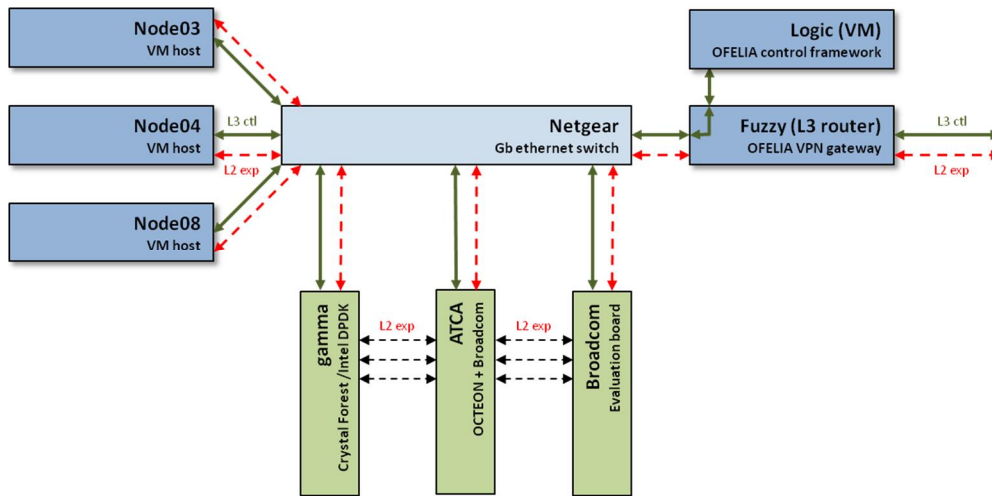 Node03
VM host
Logic (VM)
OFELIA control framework
Node04
VM host
L3 ctl
L2 exp
Netgear
Gb ethernet switch
Fuzzy (L3 router)
OFELIA VPN gateway
L3 ctl
L2 exp
Node08
VM host
gamma
Crystal Forest /Intel DPDK
L2 exp
ATCA
OCTEON + Broadcom
L2 exp
Broadcom
Evaluation board